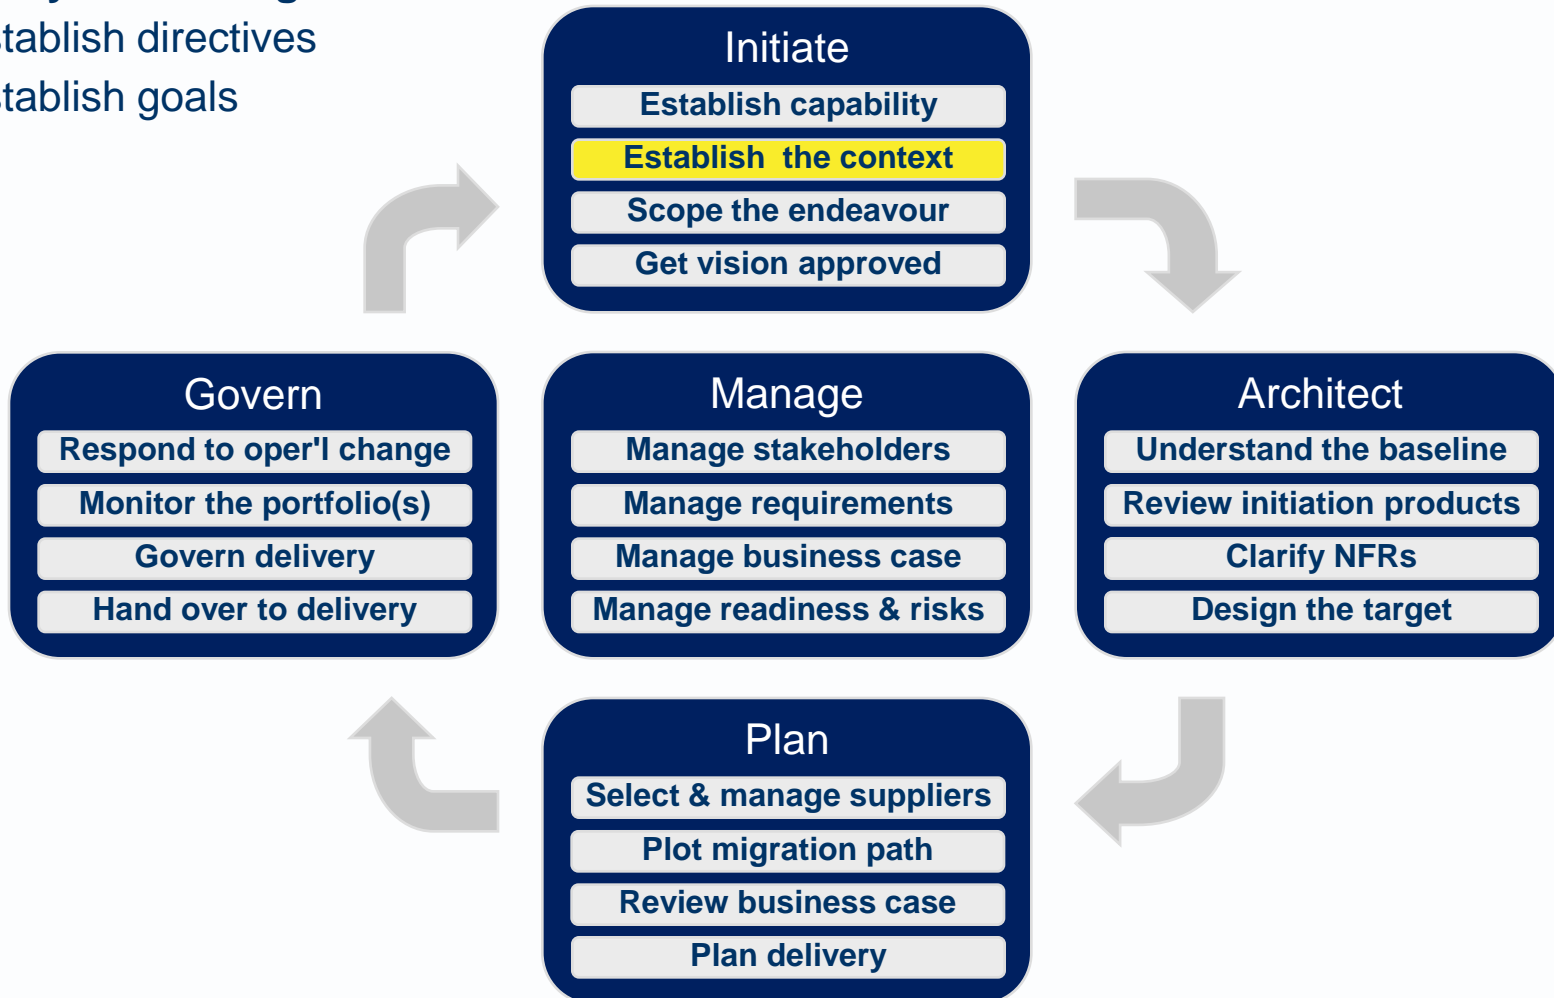 stablish directives
stablish goals
Initiate
Establish capability
Establish  the context
Scope the endeavour
Get vision approved
Govern
Respond to oper'l change
Monitor the portfolio(s)
Govern delivery
Hand over to delivery
Manage
Manage stakeholders
Manage requirements
Manage business case
Manage readiness & risks
Architect
Understand the baseline
Review initiation products
Clarify NFRs
Design the target
Plan
Select & manage suppliers
Plot migration path
Review business case
Plan delivery